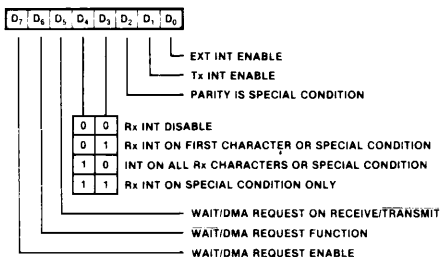 D7 D6 D5 D4 D3 D2 D1 D0
EXT INT ENABLE
Tx INT ENABLE
PARITY IS SPECIAL CONDITION
0 0 Rx INT DISABLE
0 1 Rx INT ON FIRST CHARACTER OR SPECIAL CONDITION
1 0 INT ON ALL Rx CHARACTERS OR SPECIAL CONDITION
1 1 Rx INT ON SPECIAL CONDITION ONLY
WAIT/DMA REQUEST ON RECEIVE/TRANSMIT
WAIT/DMA REQUEST FUNCTION
WAIT/DMA REQUEST ENABLE